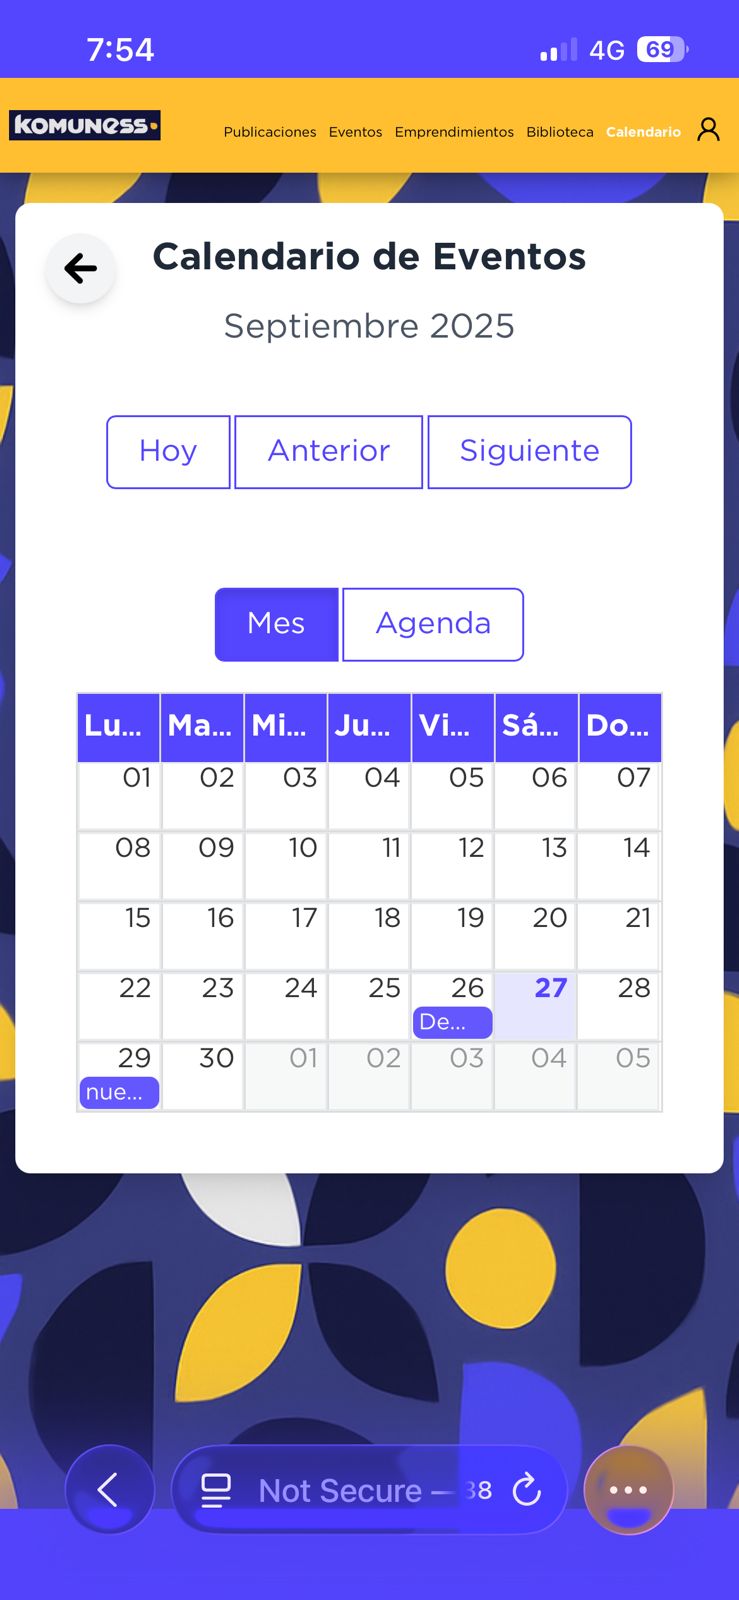 7:54 4G 69
KOMUNESS
Publicaciones Eventos Emprendimientos Biblioteca Calendario
Calendario de Eventos
Septiembre 2025
Hoy Anterior Siguiente
Mes Agenda
Lu... Ma... Mi... Ju... Vi... Sá... Do...
01 02 03 04 05 06 07
08 09 10 11 12 13 14
15 16 17 18 19 20 21
22 23 24 25 26 27 28
De...
29 30 01 02 03 04 05
nue...
Not Secure — 38